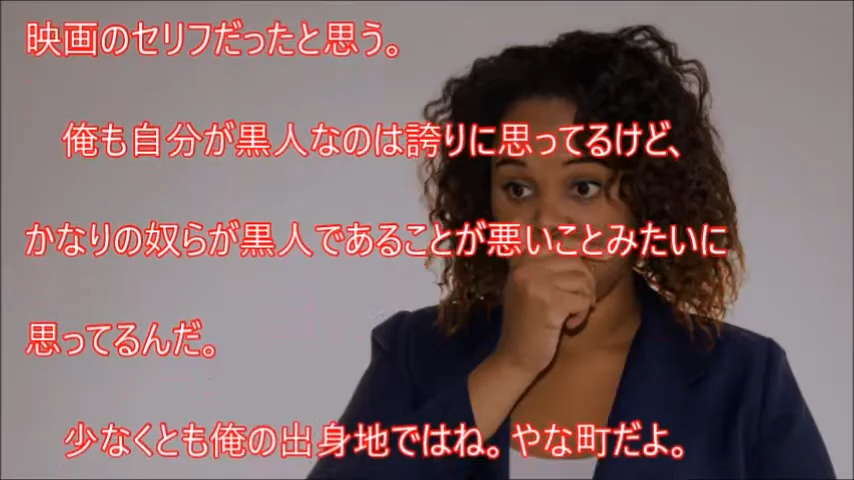 映画のセリフだったと思う。
俺も自分が黒人なのは誇りに思ってるけど、
かなりの奴らが黒人であることが悪いことみたいに
思ってるんだ。
少なくとも俺の出身地ではね。やな町だよ。